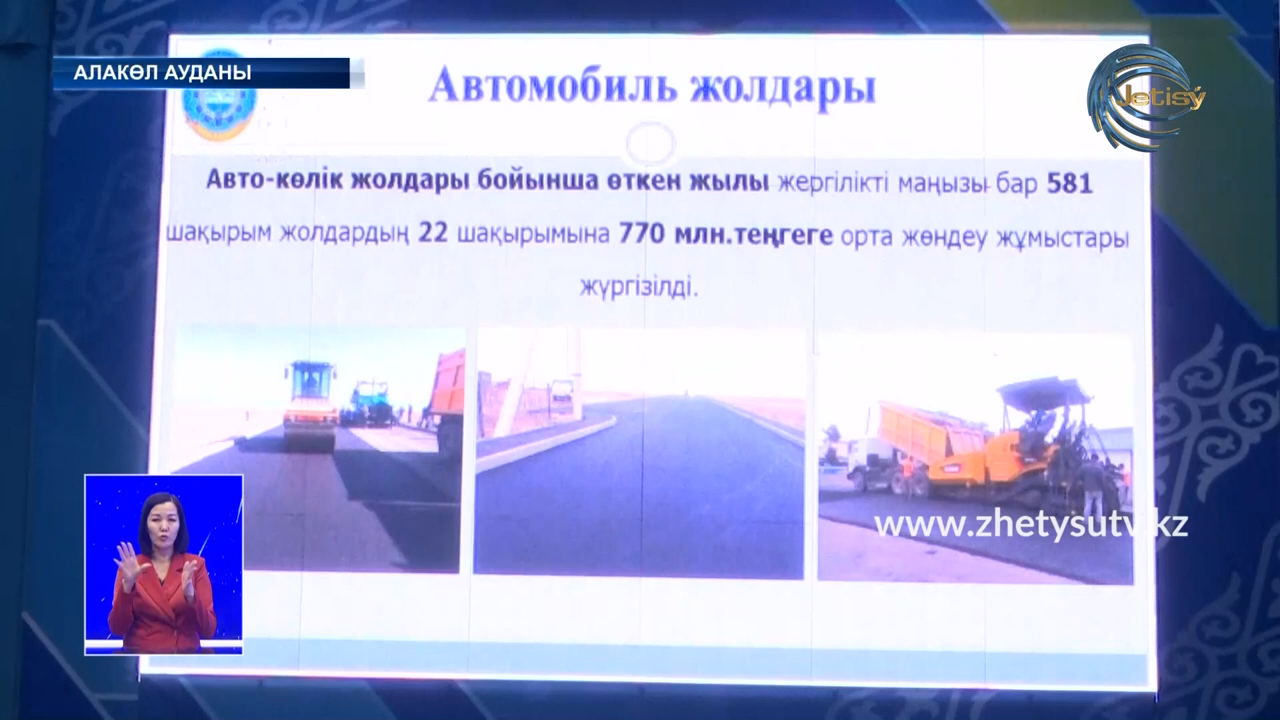 АЛАКӨЛ АУДАНЫ
Автомобиль жолдары
Jetisý
Авто-көлік жолдары бойынша өткен жылы жергілікті маңызы бар 581
шақырым жолдардың 22 шақырымына 770 млн.теңгеге орта жөндеу жұмыстары
жүргізілді.
www.zhetysutv.kz